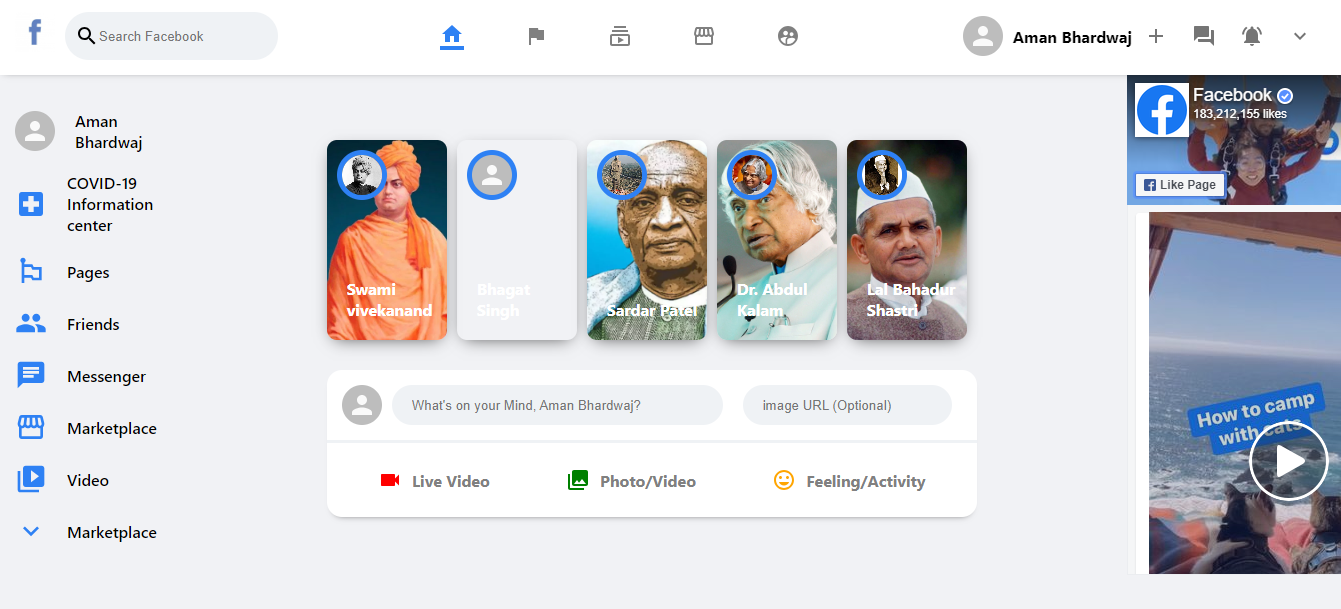 f
Search Facebook
Aman Bhardwaj
Aman
Bhardwaj
COVID-19
Information
center
Pages
Friends
Messenger
Marketplace
Video
Marketplace
Swami
vivekanand
Bhagat
Singh
Sardar Patel
Dr. Abdul
Kalam
Lal Bahadur
Shastri
What's on your Mind, Aman Bhardwaj?
image URL (Optional)
Live Video
Photo/Video
Feeling/Activity
Facebook
183,212,155 likes
Like Page
How to camp
with cats